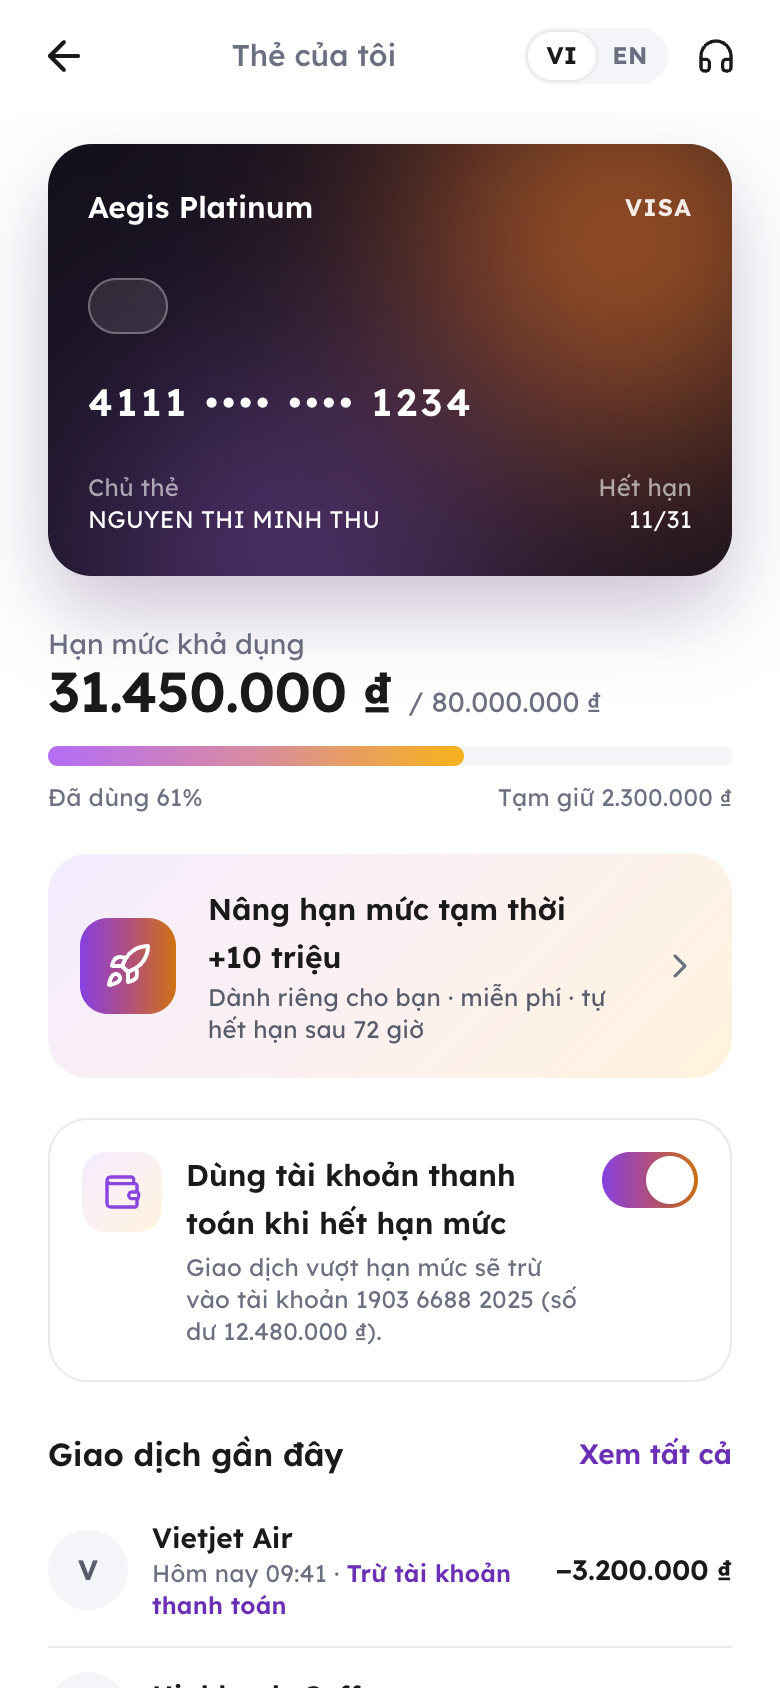 Thẻ của tôi
VI EN
Aegis Platinum VISA
4111 •••• •••• 1234
Chủ thẻ Hết hạn
NGUYEN THI MINH THU 11/31
Hạn mức khả dụng
31.450.000 ₫ / 80.000.000 ₫
Đã dùng 61% Tạm giữ 2.300.000 ₫
Nâng hạn mức tạm thời
+10 triệu
Dành riêng cho bạn · miễn phí · tự
hết hạn sau 72 giờ
Dùng tài khoản thanh
toán khi hết hạn mức
Giao dịch vượt hạn mức sẽ trừ
vào tài khoản 1903 6688 2025 (số
dư 12.480.000 ₫).
Giao dịch gần đây Xem tất cả
V
Vietjet Air
Hôm nay 09:41 · Trừ tài khoản
thanh toán
−3.200.000 ₫